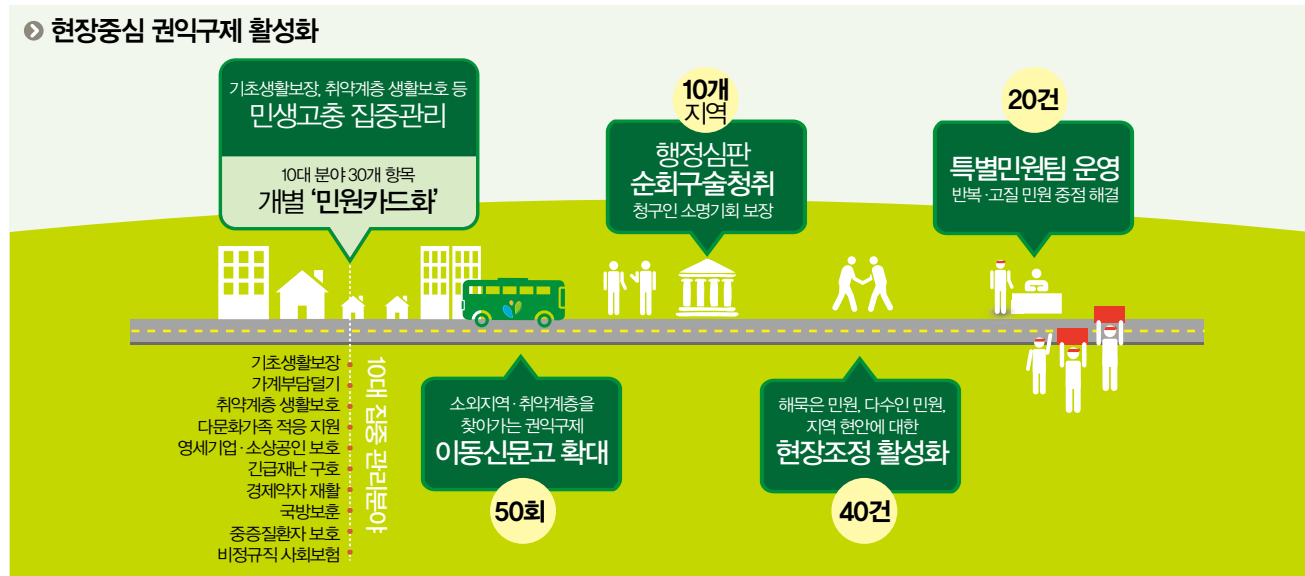 현장중심 권익구제 활성화
기초생활보장, 취약계층 생활보호 등
민생고충 집중관리
10대 분야 30개 항목
개별 ‘민원카드화’
10개
지역
행정심판
순회구술청취
청구인 소명기회 보장
20건
특별민원팀 운영
반복·고질 민원 중점 해결
기초생활보장
가계부담덜기
취약계층 생활보호
다문화가족 적응 지원
영세기업·소상공인 보호
긴급재난 구호
경제약자 재활
국방보훈
중증질환자 보호
비정규직 사회보험
10대 집중 관리분야
소외지역·취약계층을
찾아가는 권익구제
이동신문고 확대
50회
해묵은 민원, 다수인 민원,
지역 현안에 대한
현장조정 활성화
40건